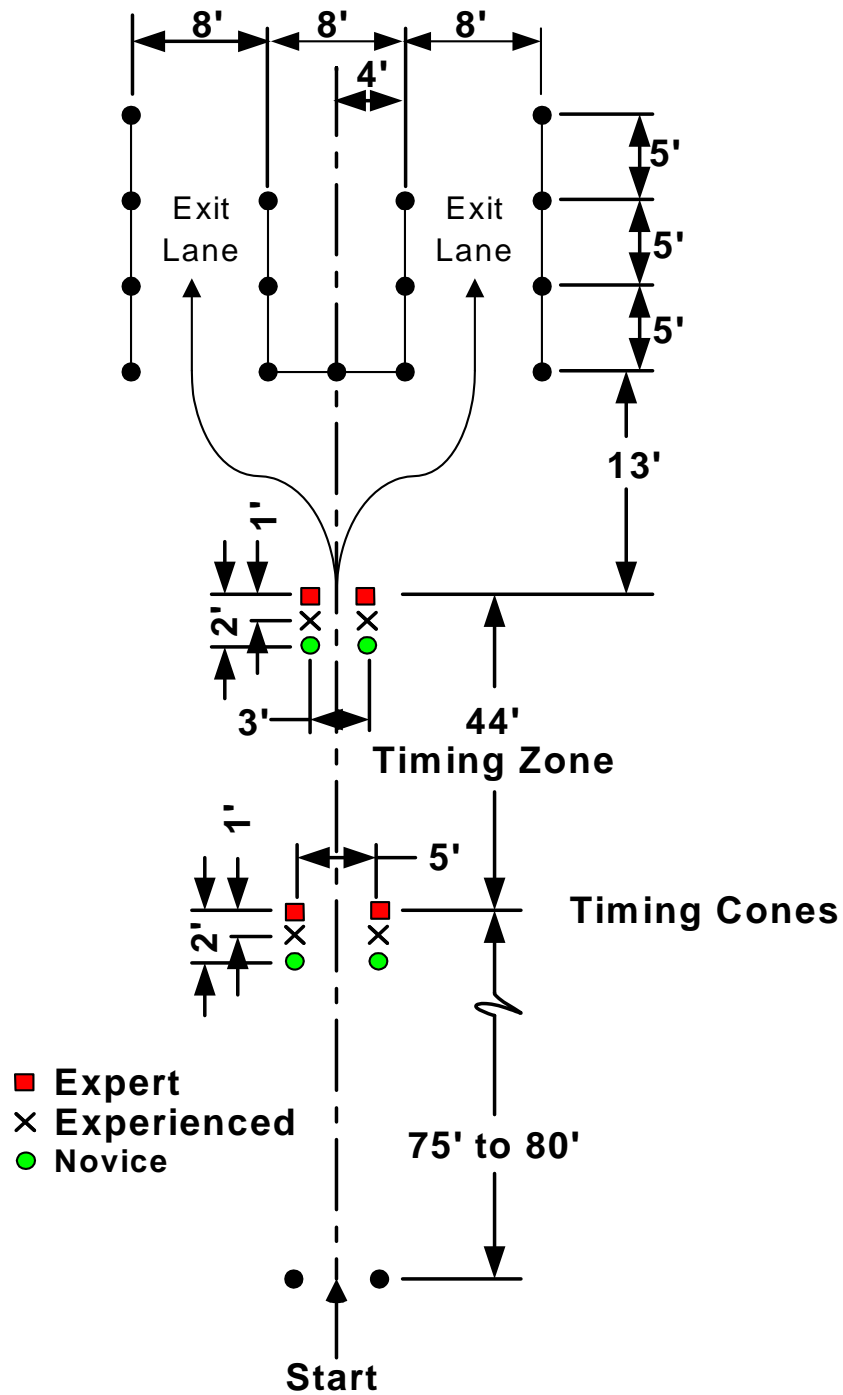 8' 8' 8'
4'
5'
Exit Exit
Lane Lane
5'
5'
13'
1'
2'
3' 44'
Timing Zone
1'
5'
Timing Cones
2'
Expert
Experienced
75' to 80'
Novice
Start